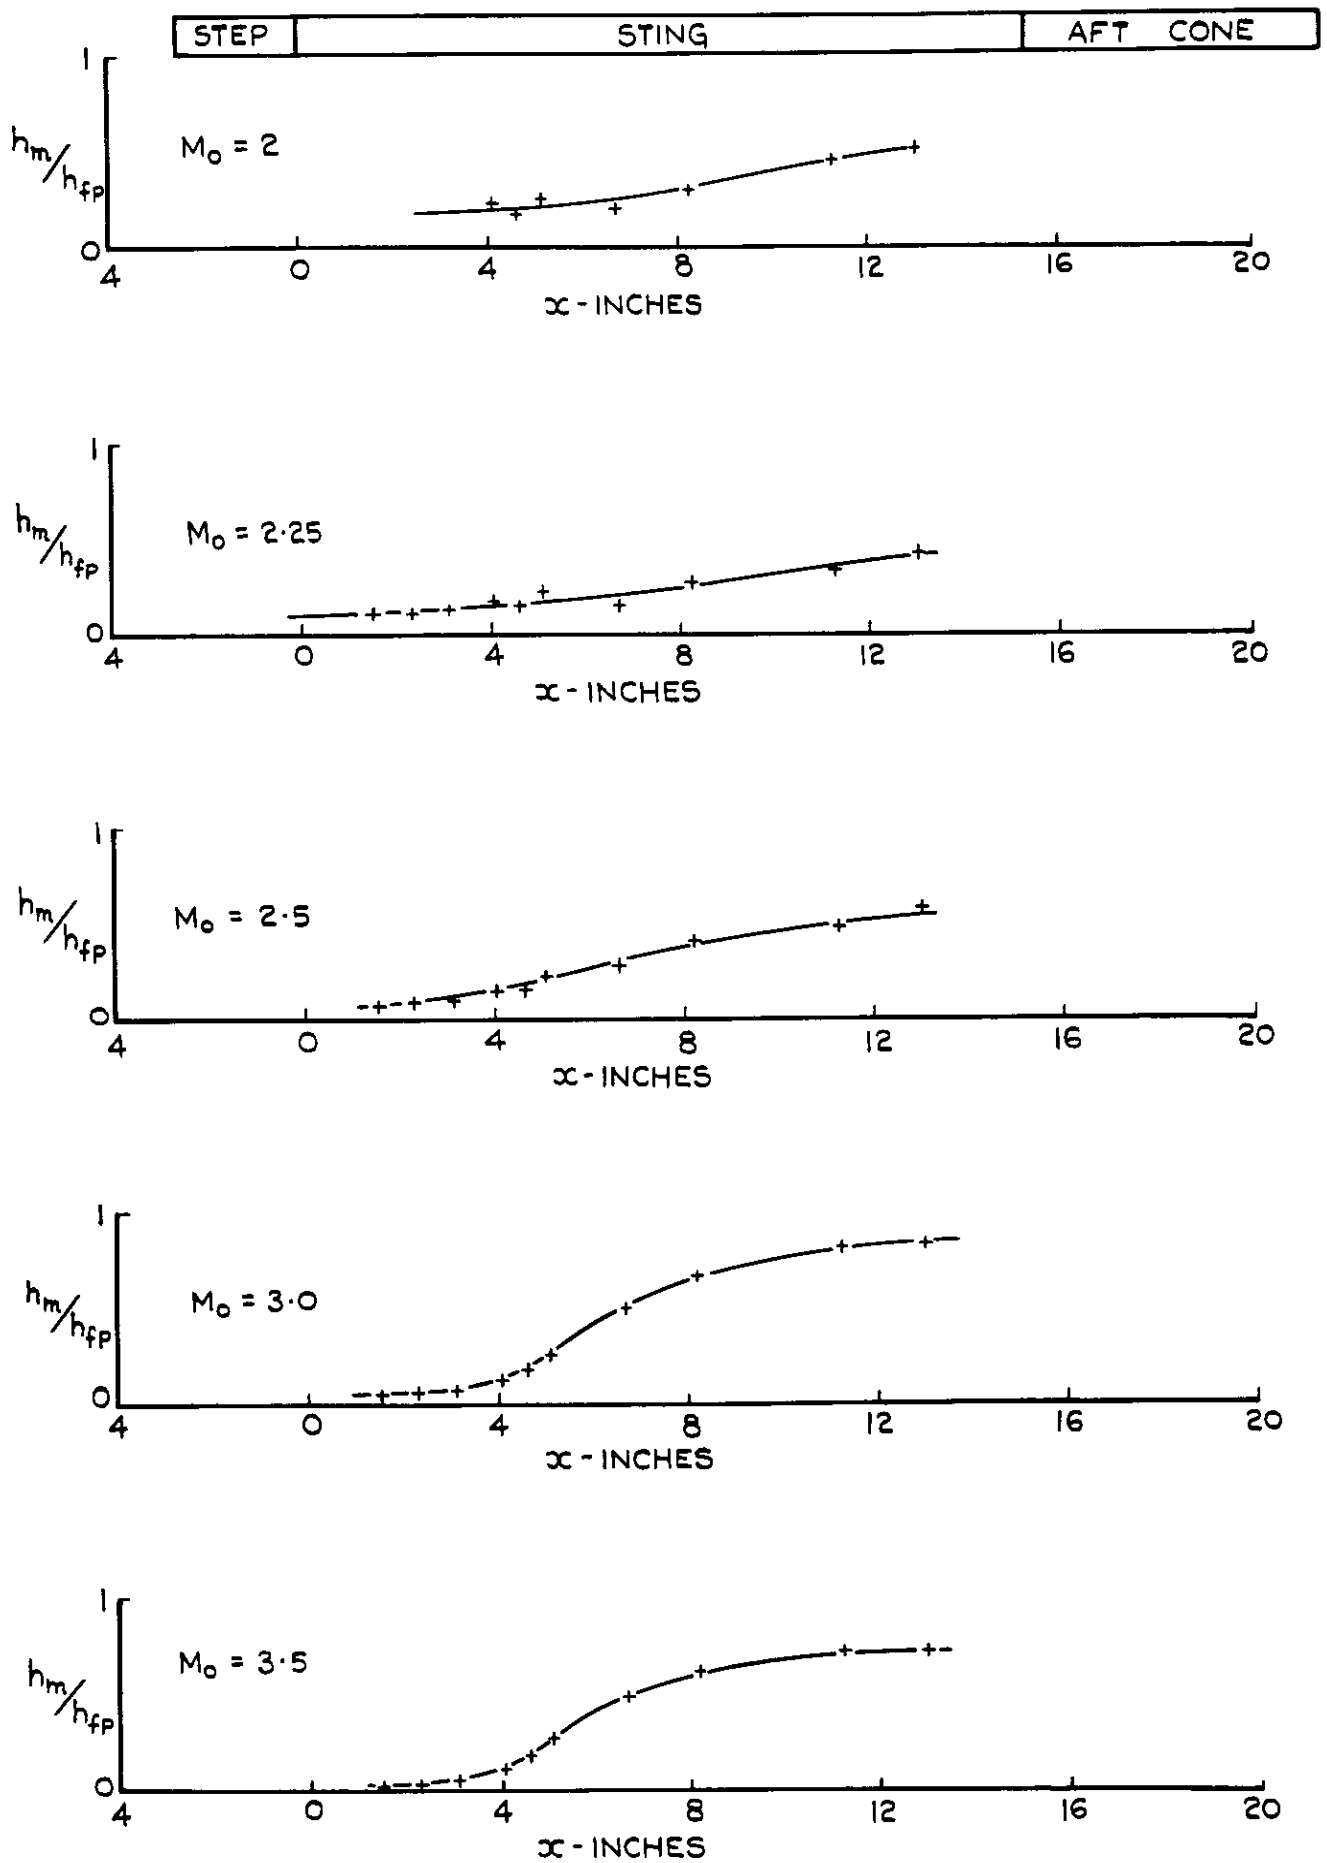 STEP STING AFT CONE
1
M₀ = 2
hm/hfp
0
4 0 4 8 12 16 20
x - INCHES
1
M₀ = 2·25
hm/hfp
0
4 0 4 8 12 16 20
x - INCHES
1
M₀ = 2·5
hm/hfp
0
4 0 4 8 12 16 20
x - INCHES
1
M₀ = 3·0
hm/hfp
0
4 0 4 8 12 16 20
x - INCHES
1
M₀ = 3·5
hm/hfp
0
4 0 4 8 12 16 20
x - INCHES